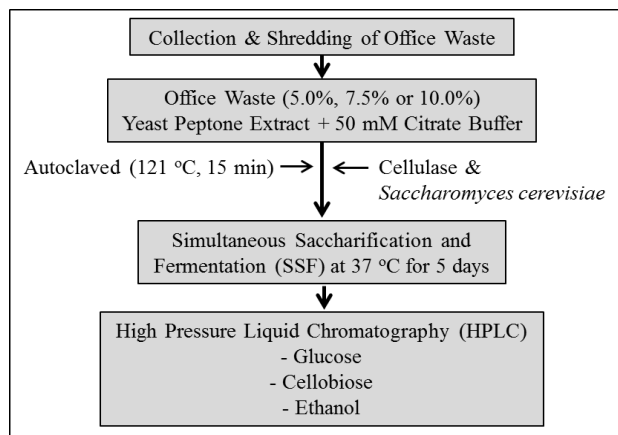 Collection & Shredding of Office Waste
Office Waste (5.0%, 7.5% or 10.0%)
Yeast Peptone Extract + 50 mM Citrate Buffer
Autoclaved (121 °C, 15 min)
Cellulase &
Saccharomyces cerevisiae
Simultaneous Saccharification and
Fermentation (SSF) at 37 °C for 5 days
High Pressure Liquid Chromatography (HPLC)
- Glucose
- Cellobiose
- Ethanol